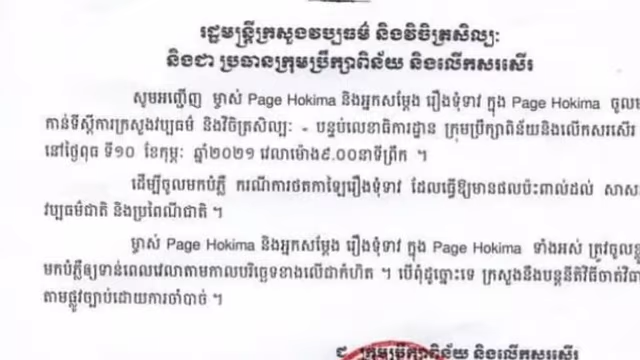 រដ្ឋមន្ត្រីក្រសួងវប្បធម៌ និងវិចិត្រសិល្បៈ
និងជា ប្រធានក្រុមប្រឹក្សាពិន័យ និងលើកសរសើរ
សូមអញ្ជើញ ម្ចាស់ Page Hokima និងអ្នកសម្តែង រឿងទុំទាវ ក្នុង Page Hokima ចូល
កាន់ទីស្តីការក្រសួងវប្បធម៌ និងវិចិត្រសិល្បៈ - បន្ទប់លេខាធិការដ្ឋាន ក្រុមប្រឹក្សាពិន័យនិងលើកសរសើរ
នៅថ្ងៃពុធ ទី១០ ខែកុម្ភៈ ឆ្នាំ២០២១ វេលាម៉ោង៩.00នាទីព្រឹក ។
ដើម្បីចូលមកបំភ្លឺ ករណីការថតកាឡៃរឿងទុំទាវ ដែលធ្វើឱ្យមានផលប៉ះពាល់ដល់
វប្បធម៌ជាតិ និងប្រពៃណីជាតិ ។
ម្ចាស់ Page Hokima និងអ្នកសម្តែង រឿងទុំទាវ ក្នុង Page Hokima ទាំងអស់ ត្រូវចូល
មកបំភ្លឺឲ្យទាន់ពេលវេលាតាមកាលបរិច្ឆេទខាងលើជាកំហិត ។ បើពុំដូច្នោះទេ ក្រសួងនឹងបន្តនីតិវិធីចាត់វិធា
តាមផ្លូវច្បាប់ដោយការចាំបាច់ ។
ជ. ក្រុមប្រឹក្សាពិន័យ និងលើកសរសើរ